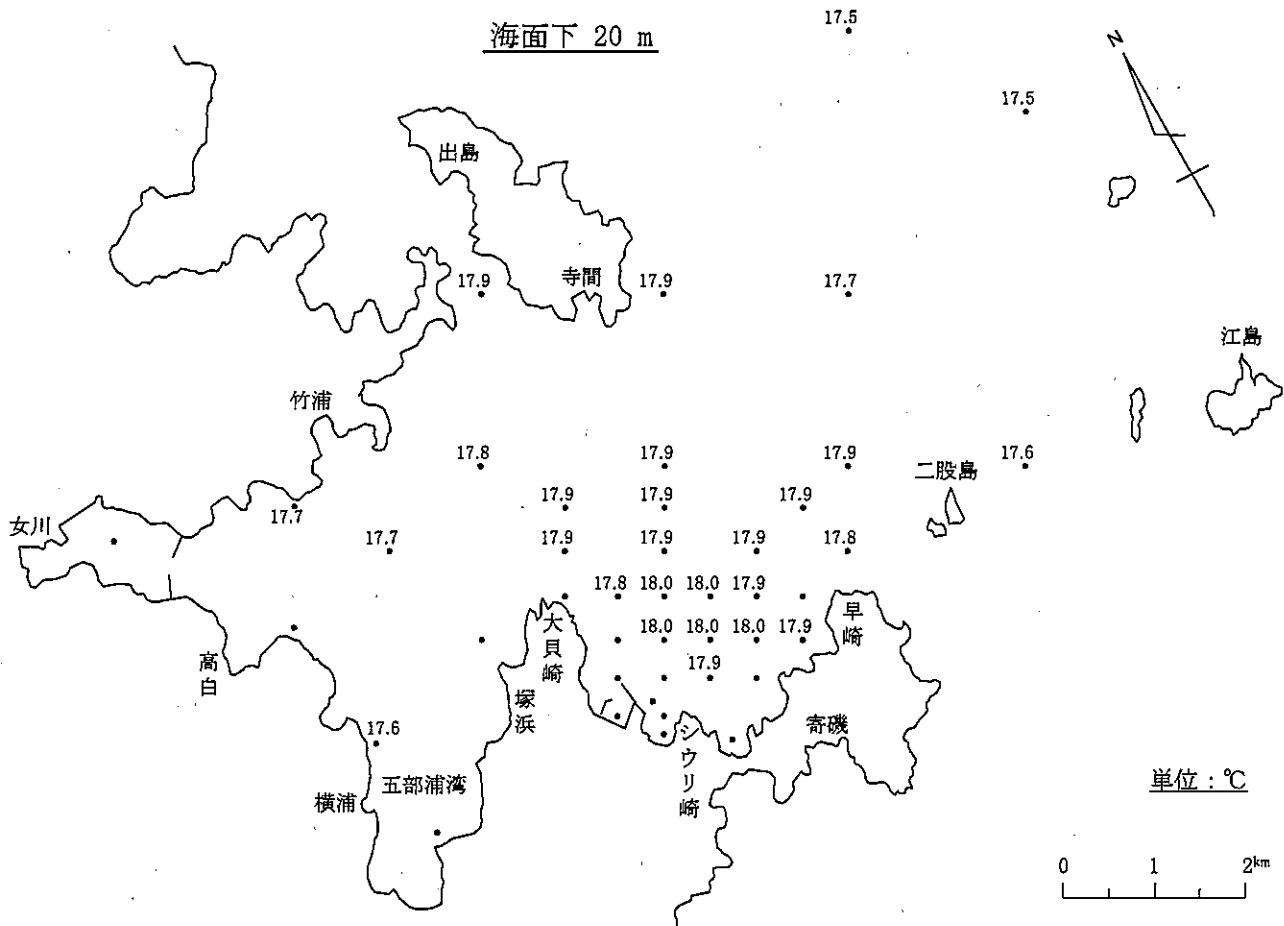 海面下 20 m
17.5
N
17.5
出島
寺間
17.9 17.9 17.7
江島
竹浦
17.8 17.9 17.9 17.6
二股島
17.9 17.9 17.9
女川
17.7
17.7 17.9 17.9 17.9 17.8
17.8 18.0 18.0 17.9
大貝崎
早崎
18.0 18.0 18.0 17.9
高白
17.9
塚浜
寄磯
シウリ崎
17.6
五部浦湾
横浦
単位：℃
0 1 2km